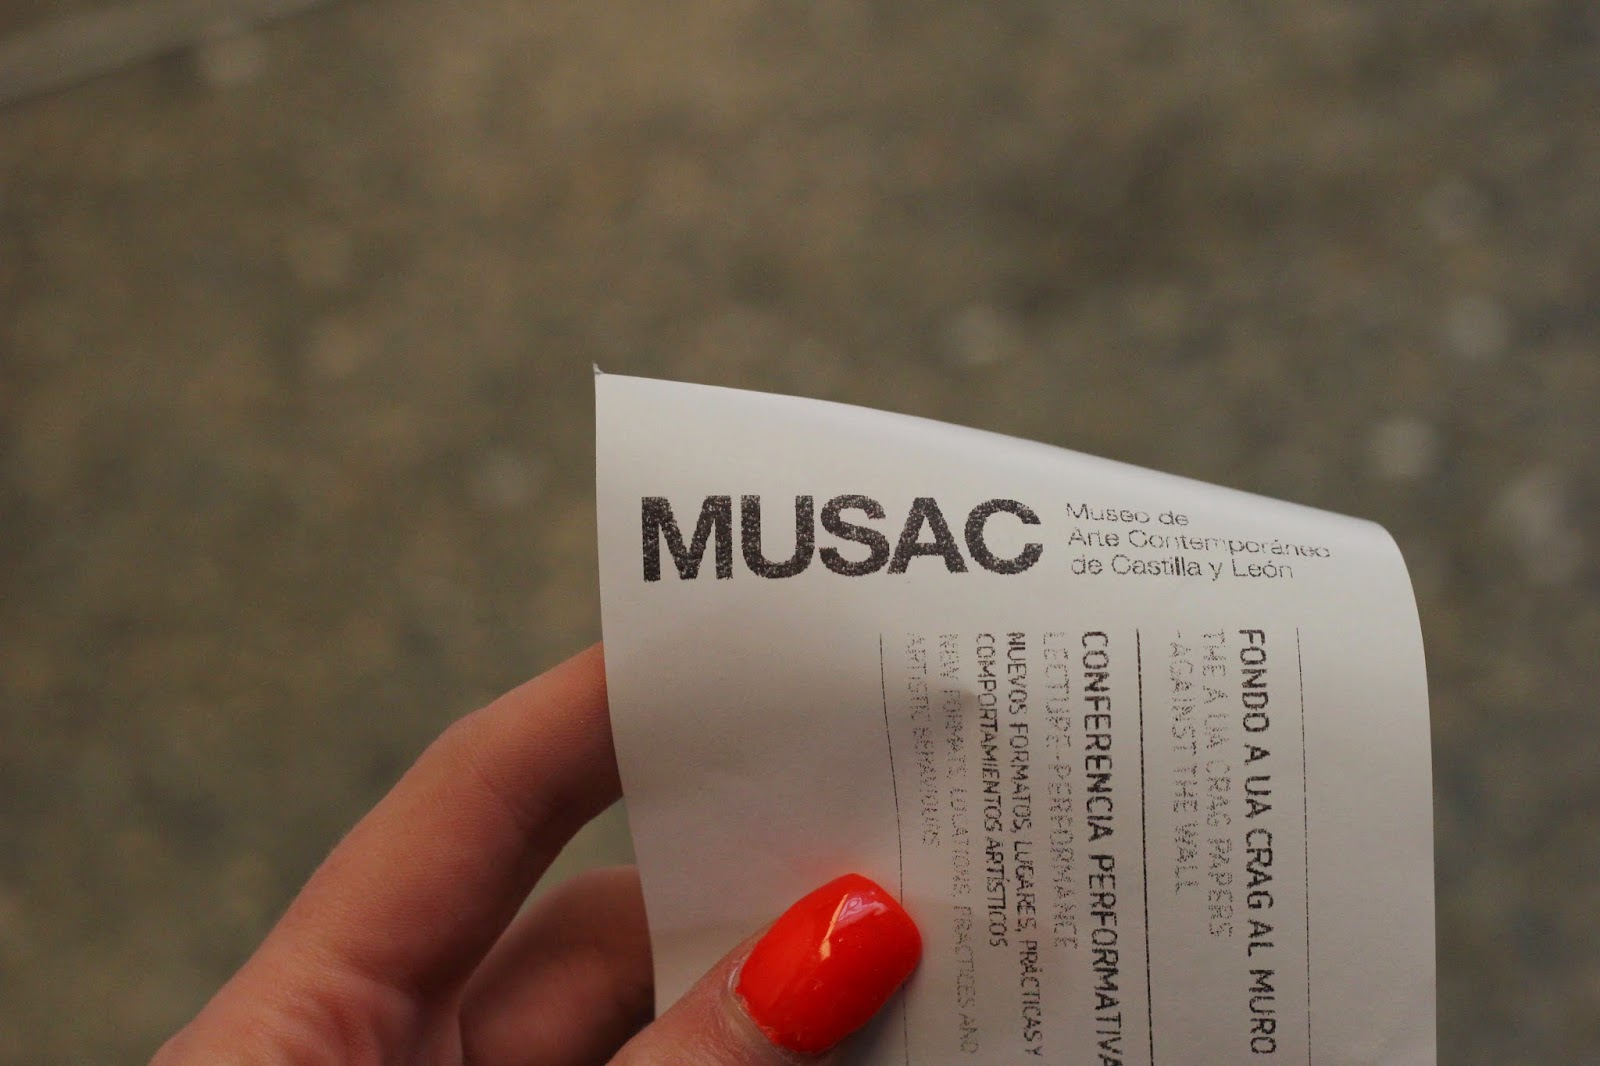 MUSAC
Museo de
Arte Contemporáneo
de Castilla y León
FONDO A UA CRAG AL MURO
THE A UA CRAG PAPERS
-AGAINST THE WALL
CONFERENCIA PERFORMATIVA
LECTURE-PERFORMANCE
NUEVOS FORMATOS, LUGARES, PRÁCTICAS Y
COMPORTAMIENTOS ARTÍSTICOS
NEW FORMATS, LOCATIONS, PRACTICES AND
ARTISTIC BEHAVIOURS